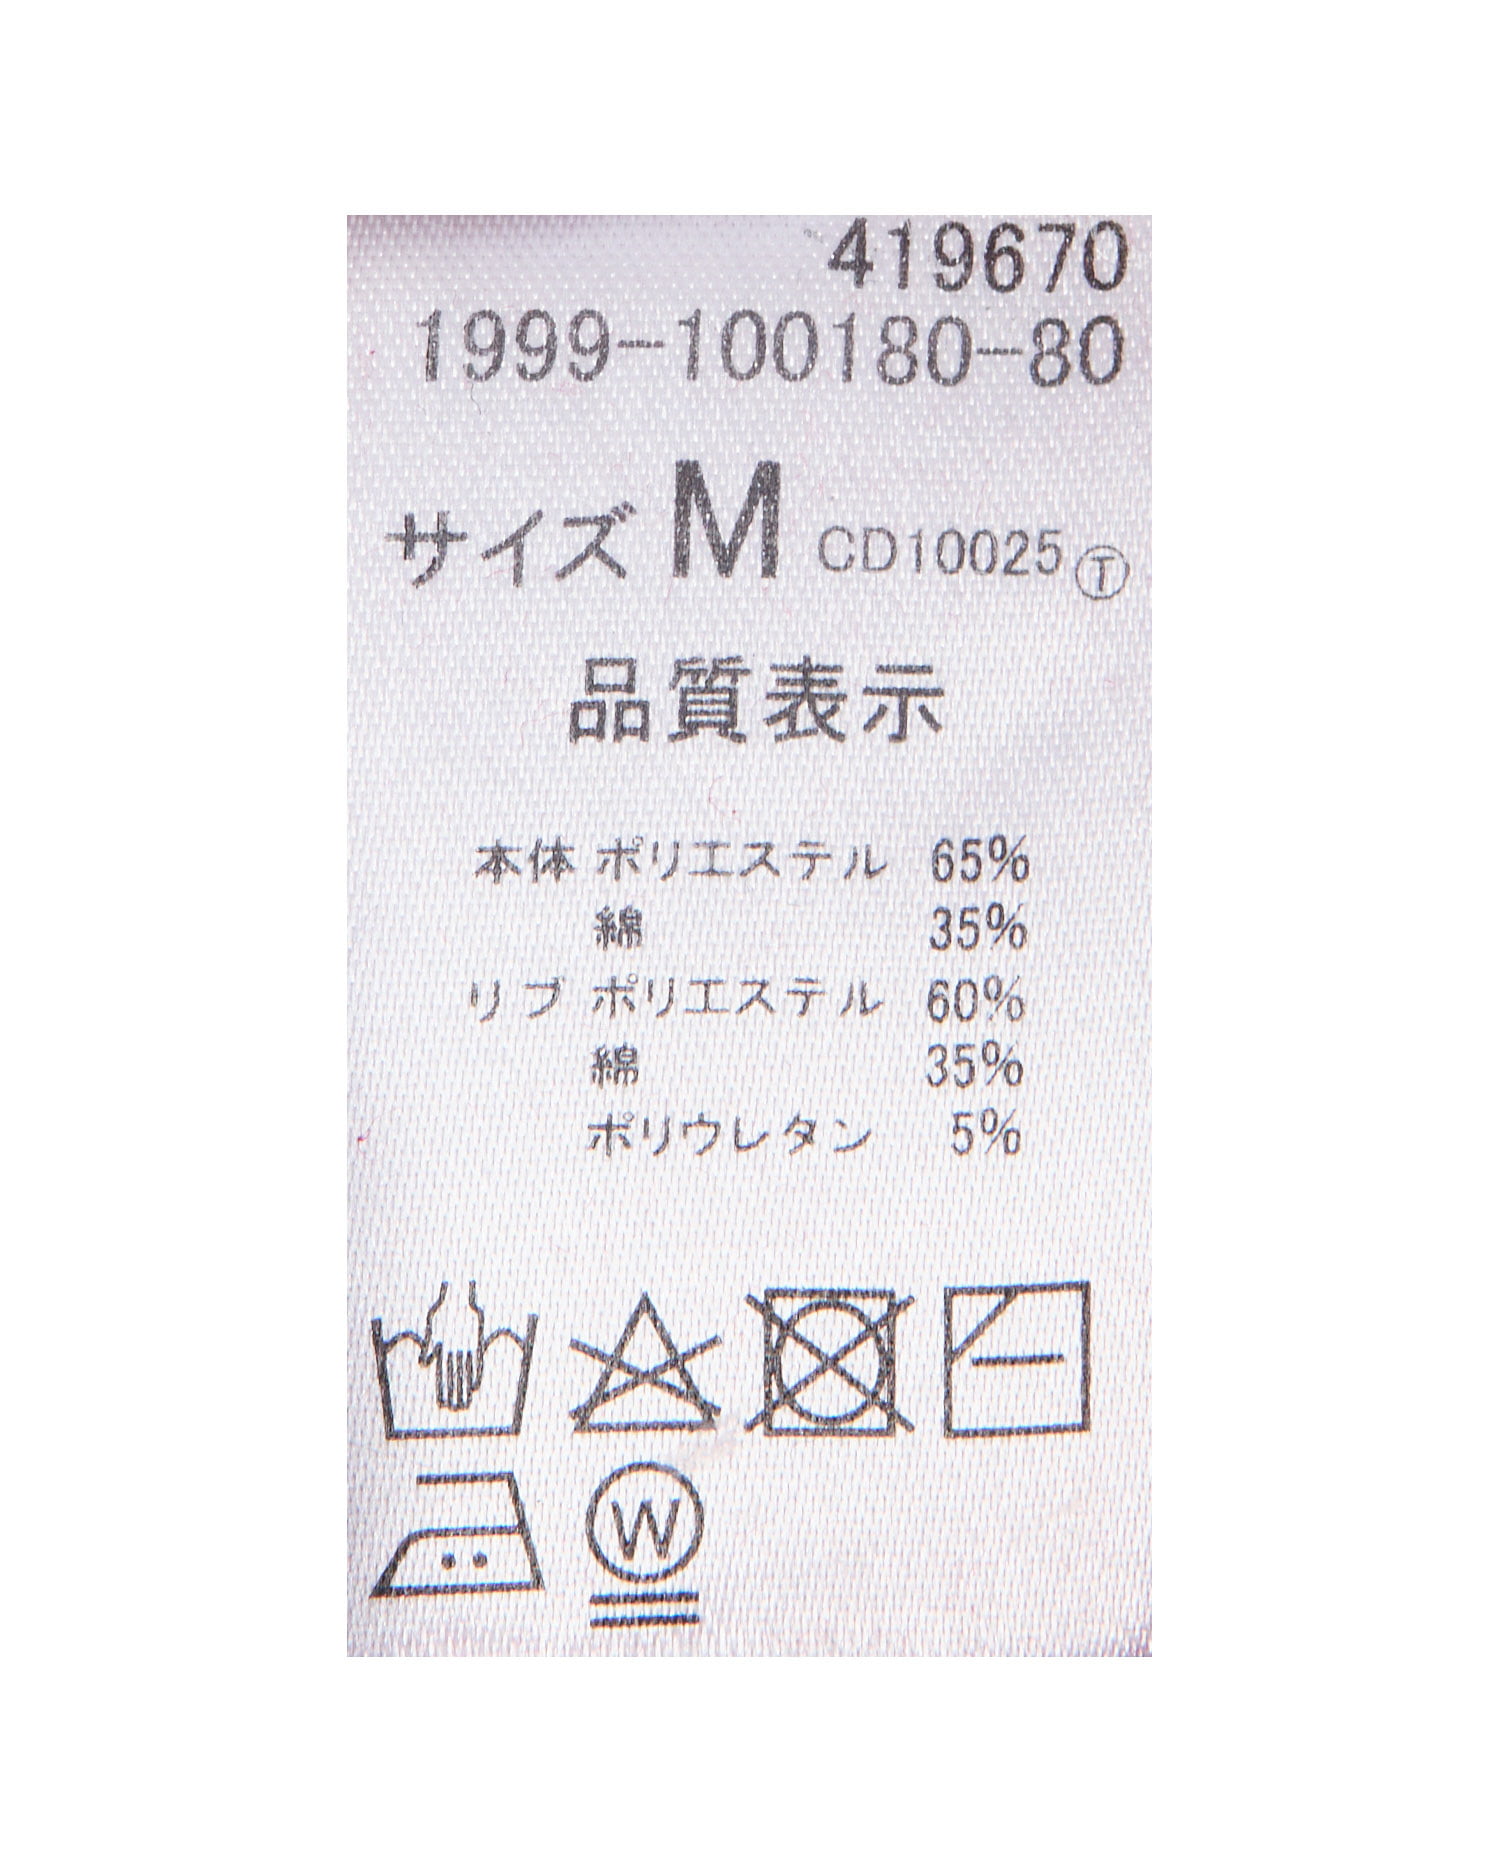 419670
1999-100180-80
サイズ M CD10025 Ⓣ
品質表示
本体 ポリエステル 65%
綿 35%
リブ ポリエステル 60%
綿 35%
ポリウレタン 5%
W